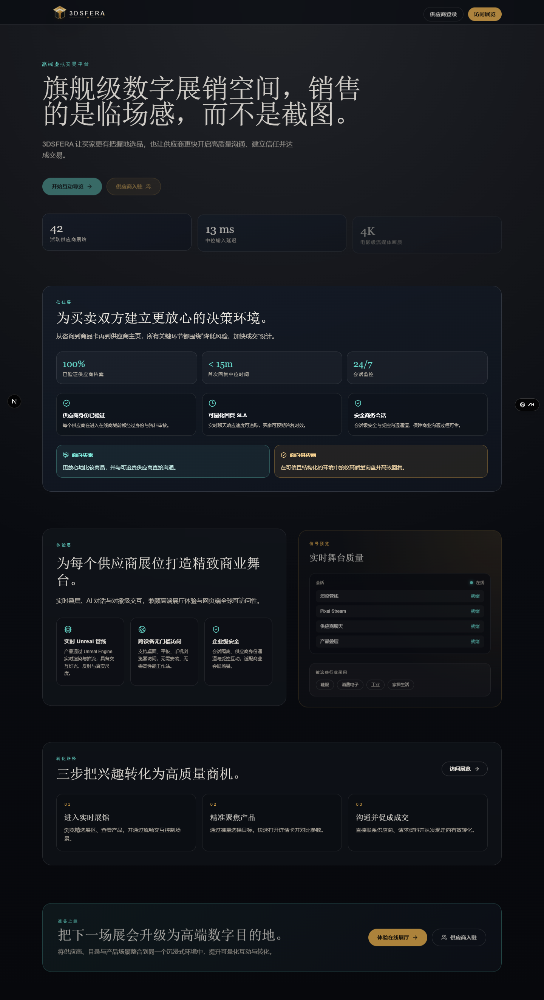 3DSFERA
供应商登录
访问展览
高端虚拟交易平台
旗舰级数字展销空间，销售
的是临场感，而不是截图。
3DSFERA 让买家更有把握地选品，也让供应商更快开启高质量沟通、建立信任并达
成交易。
开始互动导览
供应商入驻
42
活跃供应商展馆
13 ms
中位输入延迟
4K
电影级流媒体画质
信任层
为买卖双方建立更放心的决策环境。
从咨询到商品卡再到供应商主页，所有关键环节都围绕“降低风险、加快成交”设计。
100%
已验证供应商档案
< 15m
首次回复中位时间
24/7
会话监控
供应商身份已验证
每个供应商在进入在线商城前都经过身份与资料审核。
可量化回复 SLA
实时聊天响应速度可追踪，买家可预期答复时效。
安全商务会话
会话级安全与受控沟通通道，保障商业沟通过程可靠。
面向买家
更放心地比较商品，并与可追责供应商直接沟通。
面向供应商
在可信且结构化的环境中接收高质量询盘并高效回复。
N
ZH
体验层
为每个供应商展位打造精致商业舞
台。
实时叠层、AI 对话与对象级交互，兼顾高端展厅体验与网页端全球可访问性。
实时 Unreal 管线
产品通过 Unreal Engine
实时渲染与推流，具备交
互灯光、反射与真实尺
度。
跨设备无门槛访问
支持桌面、平板、手机浏
览器访问，无需安装、无
需高性能工作站。
企业级安全
会话隔离、供应商身份通
道与受控互动，适配商业
会展场景。
信号预览
实时舞台质量
会话
在线
渲染管线
就绪
Pixel Stream
就绪
供应商聊天
就绪
产品叠层
就绪
被这些行业采用
鞋服
消费电子
工业
家居生活
转化路径
三步把兴趣转化为高质量商机。
访问展览
01
进入实时展馆
浏览精选展区、查看产品，并通过流畅交互控制场
景。
02
精准聚焦产品
通过准星选择目标，快速打开详情卡并对比参数。
03
沟通并促成成交
直接联系供应商、请求资料并从发现走向有效转化。
准备上线
把下一场展会升级为高端数字目的地。
将供应商、目录与产品场景整合到同一个沉浸式环境中，提升可量化互动与转化。
体验在线展厅
供应商入驻